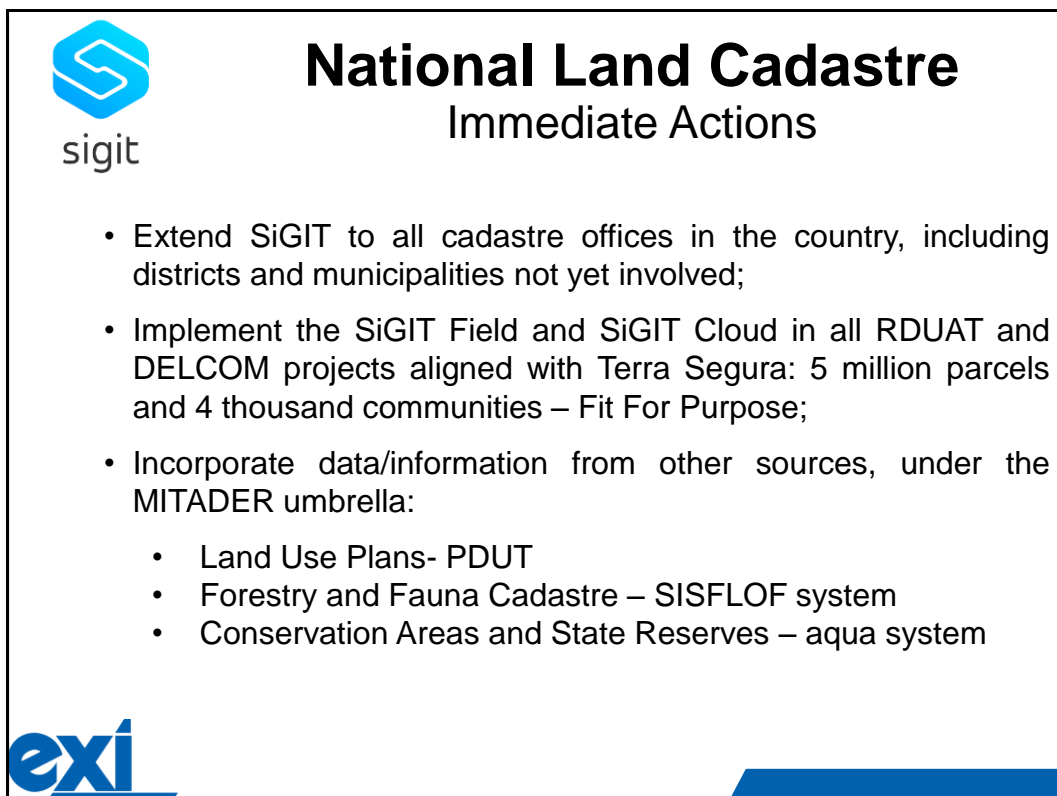 National Land Cadastre
Immediate Actions
sigit
• Extend SiGIT to all cadastre offices in the country, including
districts and municipalities not yet involved;
• Implement the SiGIT Field and SiGIT Cloud in all RDUAT and
DELCOM projects aligned with Terra Segura: 5 million parcels
and 4 thousand communities – Fit For Purpose;
• Incorporate data/information from other sources, under the
MITADER umbrella:
• Land Use Plans- PDUT
• Forestry and Fauna Cadastre – SISFLOF system
• Conservation Areas and State Reserves – aqua system
exi